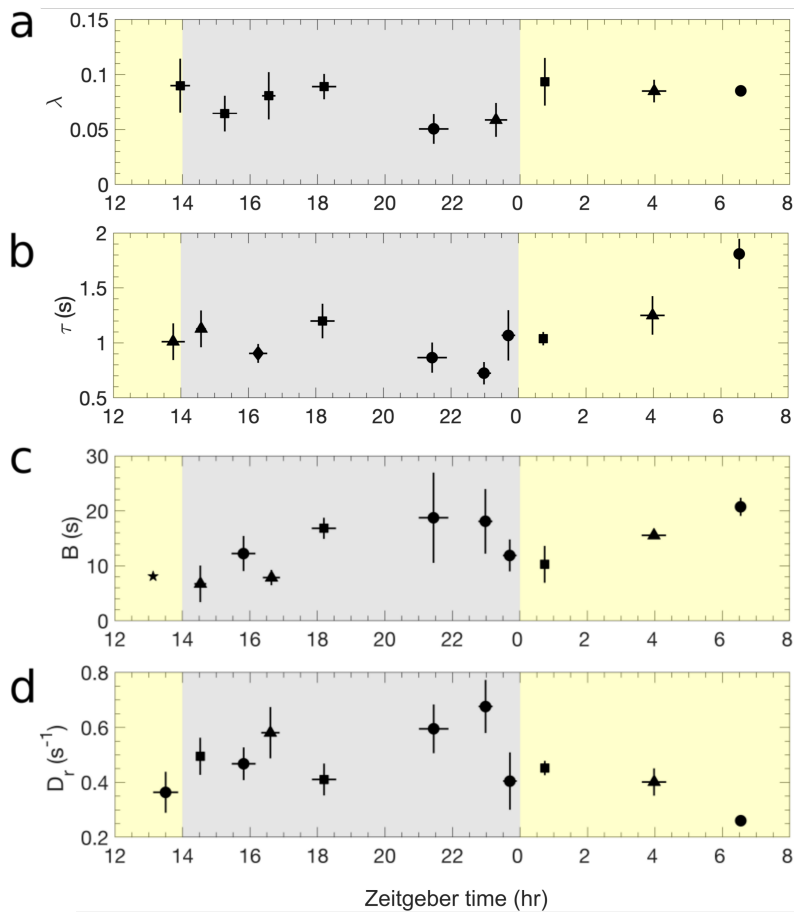 a
0.15
0.1
λ
0.05
0
12 14 16 18 20 22 0 2 4 6 8
b
2
1.5
τ (s)
1
0.5
12 14 16 18 20 22 0 2 4 6 8
c
30
20
B (s)
10
0
12 14 16 18 20 22 0 2 4 6 8
d
0.8
0.6
Dr (s⁻¹)
0.4
0.2
12 14 16 18 20 22 0 2 4 6 8
Zeitgeber time (hr)